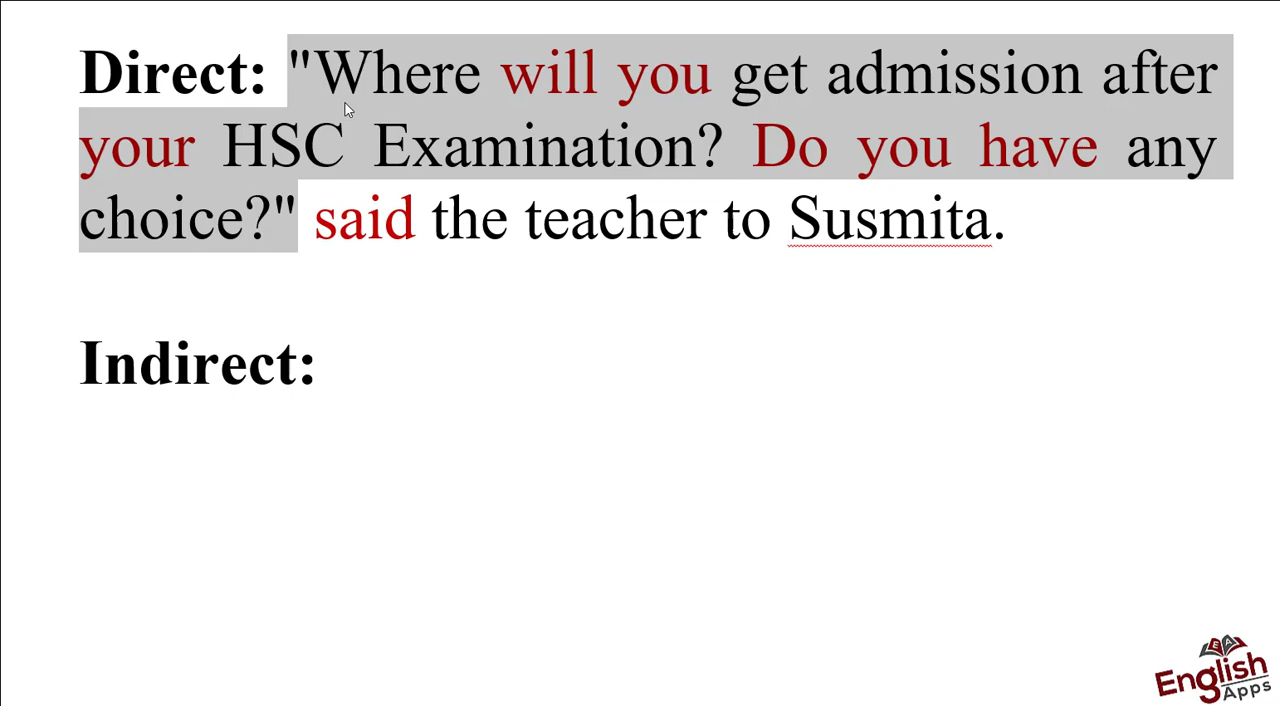 Direct: "Where will you get admission after
your HSC Examination? Do you have any
choice?" said the teacher to Susmita.
Indirect:
EA
English
Apps